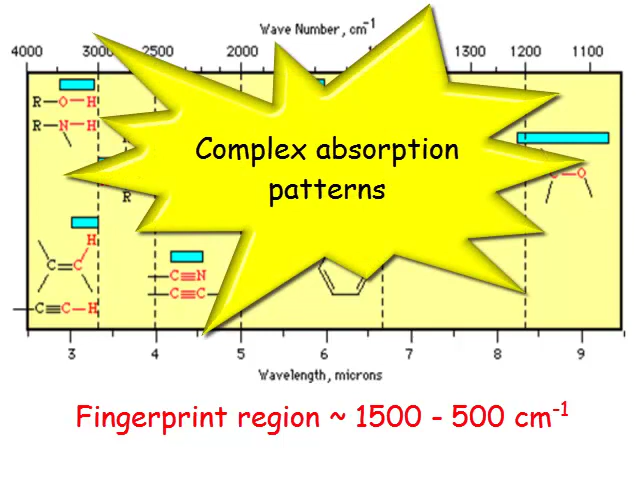 Wave Number, cm-1
4000 3000 2500 2000 1300 1200 1100
R—O—H
R—N—H
R
Complex absorption
patterns
O
H
C=C
—C≡N
—C≡C—
—C≡C—H
3 4 5 6 7 8 9
Wavelength, microns
Fingerprint region ~ 1500 - 500 cm-1